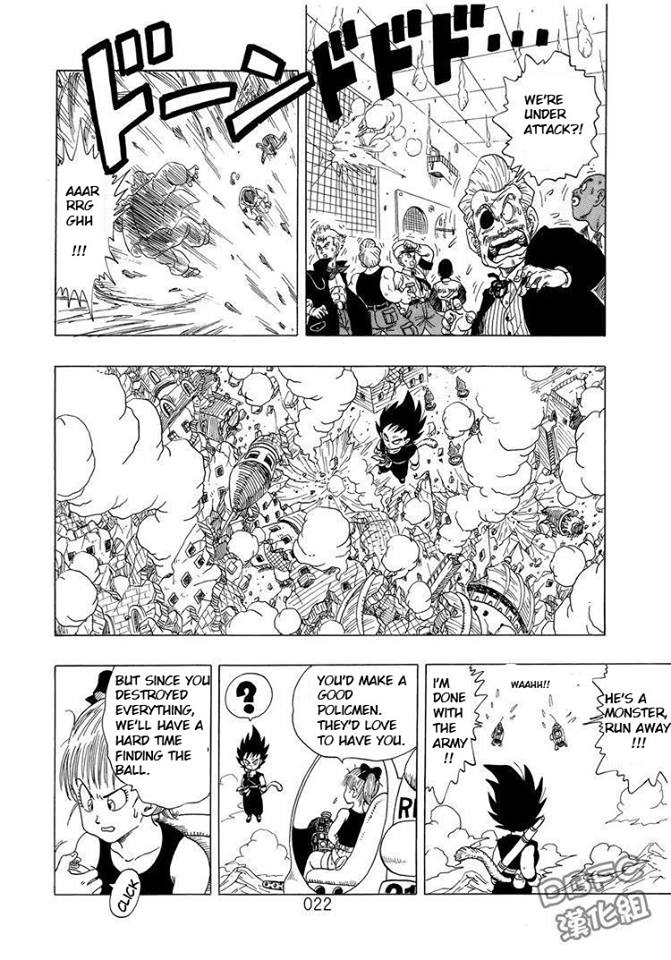 ドーンドドド...
WE'RE
UNDER
ATTACK?!
AAAR
RRG
GHH
!!!
HE'S A
MONSTER,
RUN AWAY
!!!
WAAHH!!
I'M
DONE
WITH
THE
ARMY
!!
YOU'D MAKE A
GOOD
POLICMEN.
THEY'D LOVE
TO HAVE YOU.
?
BUT SINCE YOU
DESTROYED
EVERYTHING,
WE'LL HAVE A
HARD TIME
FINDING THE
BALL.
CLICK
022
DBFC
漢化組